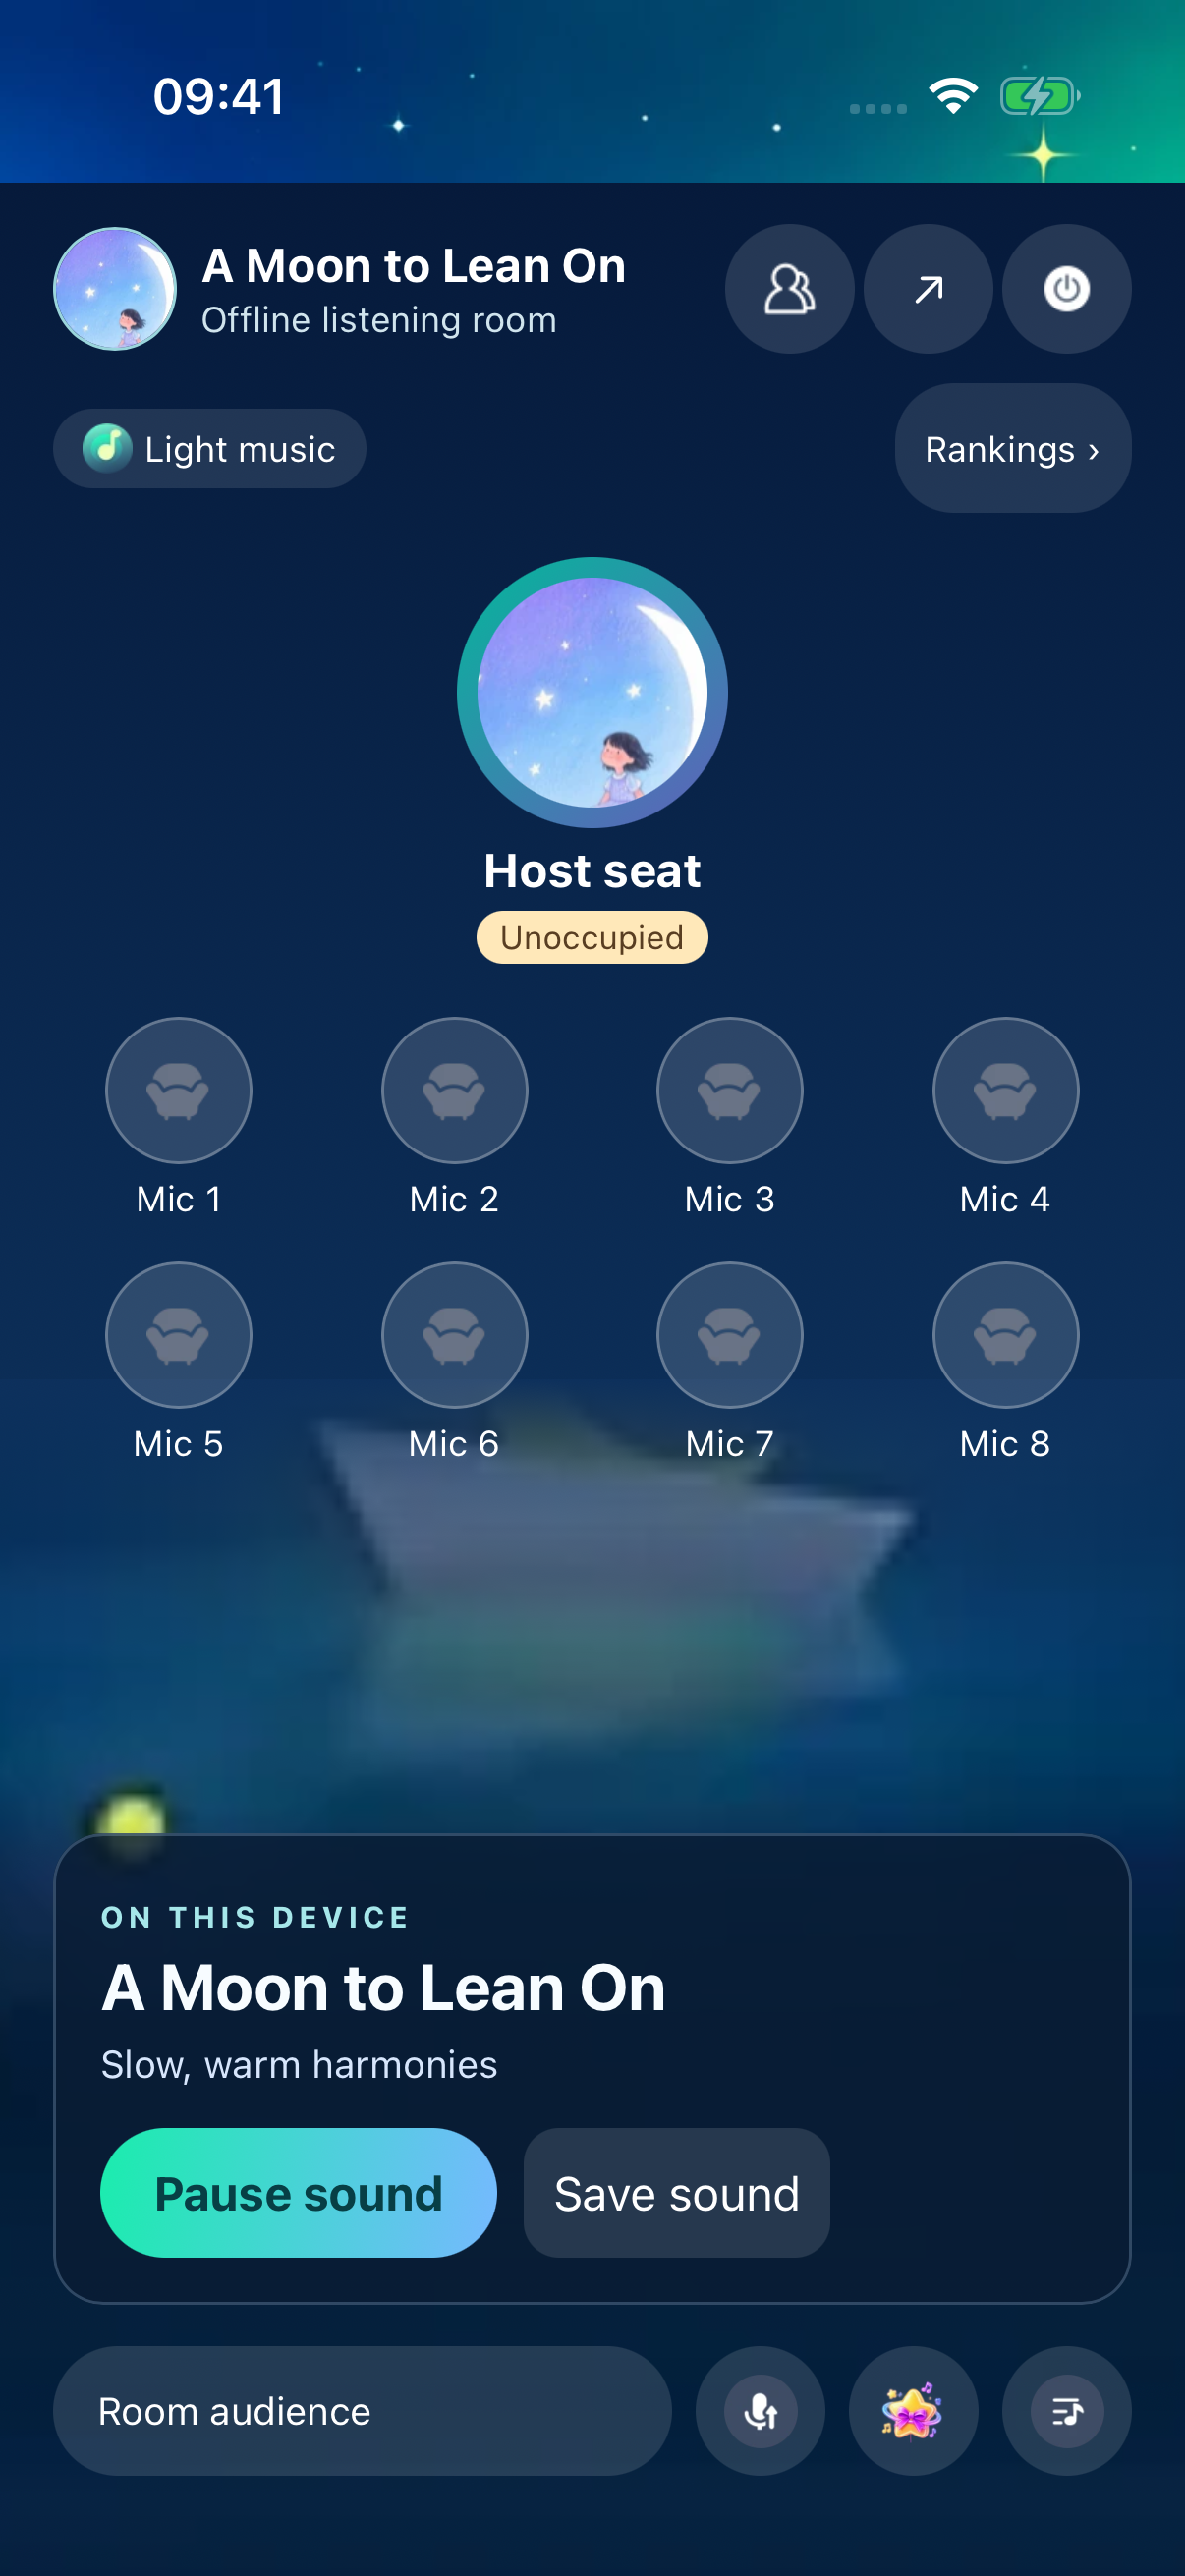 09:41
A Moon to Lean On
Offline listening room
Light music
Rankings ›
Host seat
Unoccupied
Mic 1
Mic 2
Mic 3
Mic 4
Mic 5
Mic 6
Mic 7
Mic 8
ON THIS DEVICE
A Moon to Lean On
Slow, warm harmonies
Pause sound
Save sound
Room audience